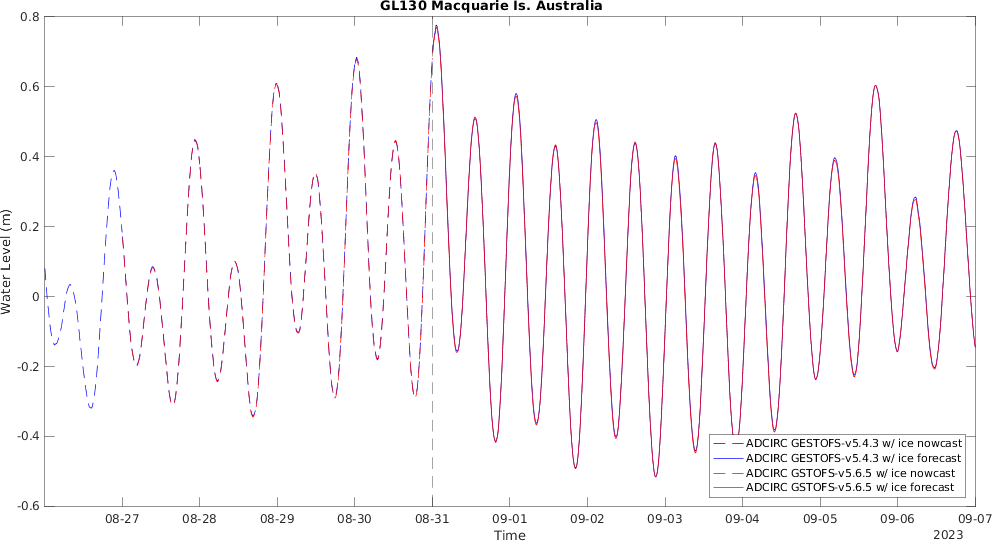 GL130 Macquarie Is. Australia
0.8
0.6
0.4
0.2
0
-0.2
-0.4
-0.6
Water Level (m)
08-27 08-28 08-29 08-30 08-31 09-01 09-02 09-03 09-04 09-05 09-06 09-07
Time
2023
ADCIRC GESTOFS-v5.4.3 w/ ice nowcast
ADCIRC GESTOFS-v5.4.3 w/ ice forecast
ADCIRC GSTOFS-v5.6.5 w/ ice nowcast
ADCIRC GSTOFS-v5.6.5 w/ ice forecast